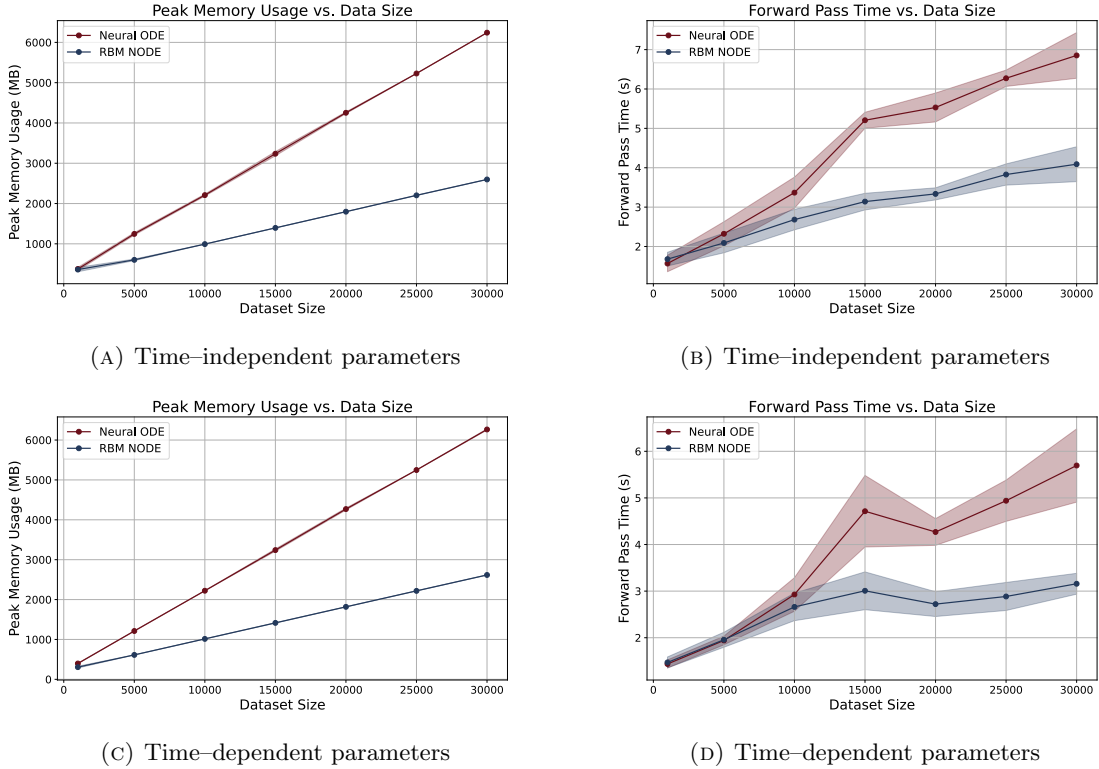 Peak Memory Usage vs. Data Size
Neural ODE
RBM NODE
Peak Memory Usage (MB)
6000
5000
4000
3000
2000
1000
0
5000
10000
15000
20000
25000
30000
Dataset Size
(A) Time–independent parameters
Forward Pass Time vs. Data Size
Neural ODE
RBM NODE
Forward Pass Time (s)
7
6
5
4
3
2
0
5000
10000
15000
20000
25000
30000
Dataset Size
(B) Time–independent parameters
Peak Memory Usage vs. Data Size
Neural ODE
RBM NODE
Peak Memory Usage (MB)
6000
5000
4000
3000
2000
1000
0
0
5000
10000
15000
20000
25000
30000
Dataset Size
(C) Time–dependent parameters
Forward Pass Time vs. Data Size
Neural ODE
RBM NODE
Forward Pass Time (s)
6
5
4
3
2
0
5000
10000
15000
20000
25000
30000
Dataset Size
(D) Time–dependent parameters